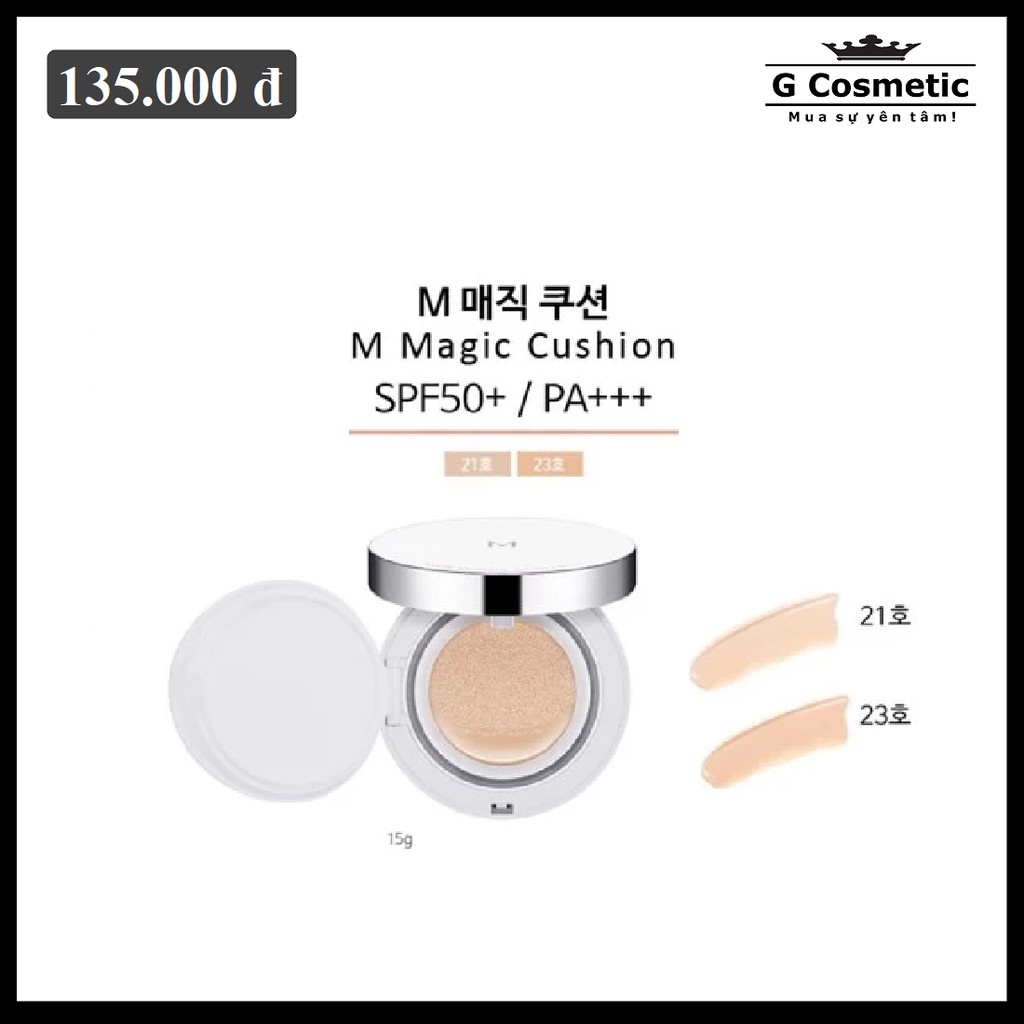 135.000 đ
G Cosmetic
Mua sự yên tâm!
M 매직 쿠션
M Magic Cushion
SPF50+ / PA+++
21호 23호
M
21호
23호
15g